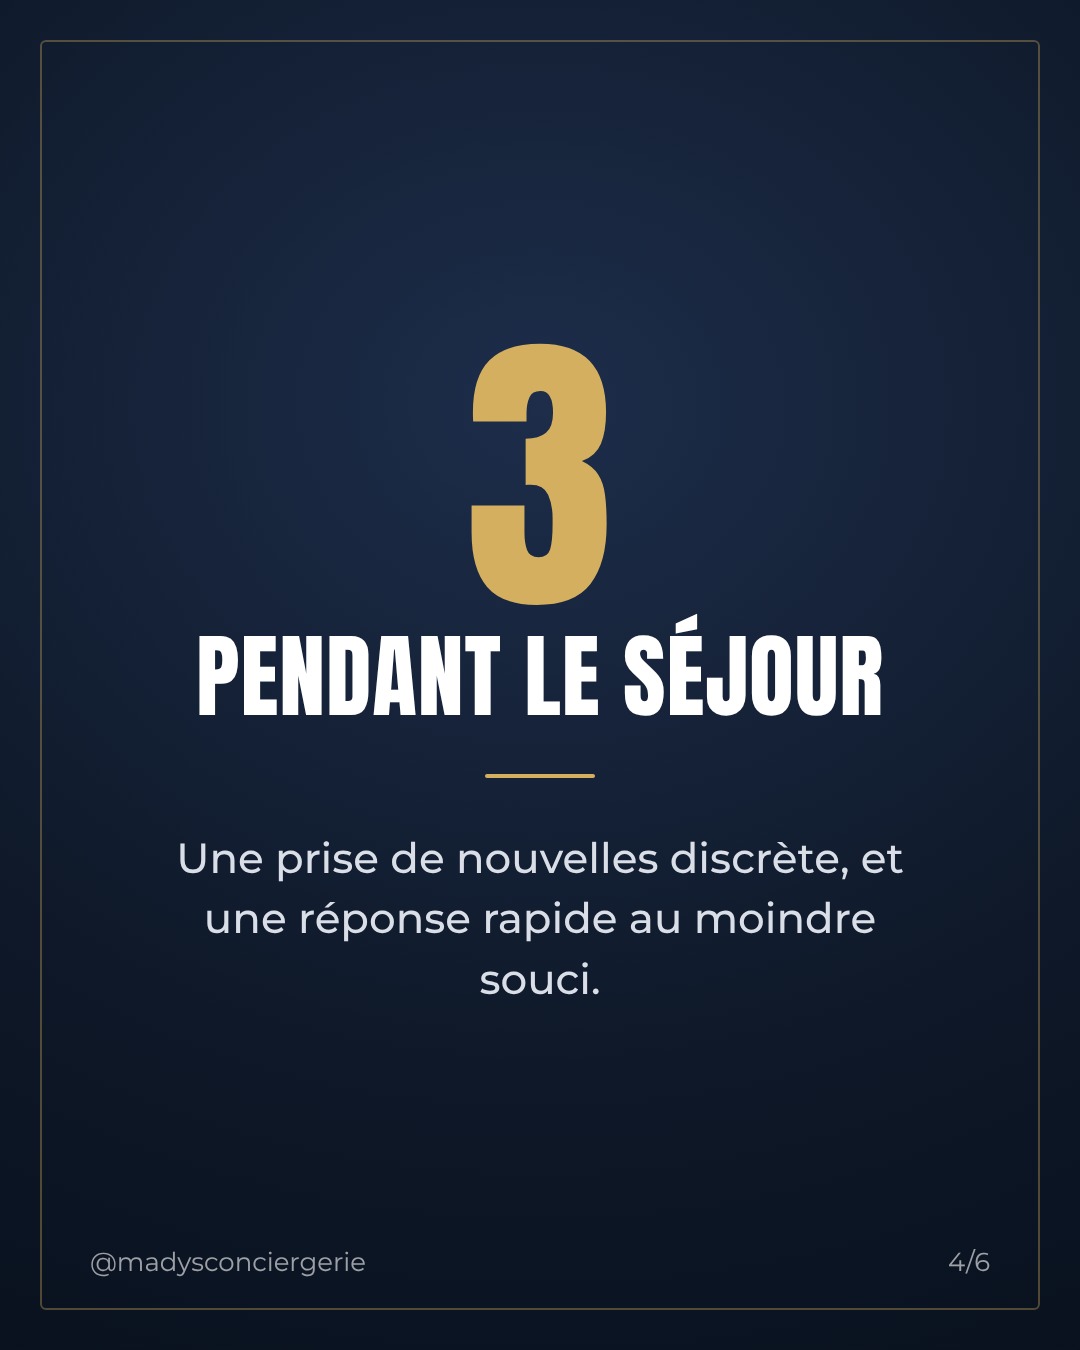 3
PENDANT LE SÉJOUR
Une prise de nouvelles discrète, et
une réponse rapide au moindre
souci.
@madysconciergerie
4/6